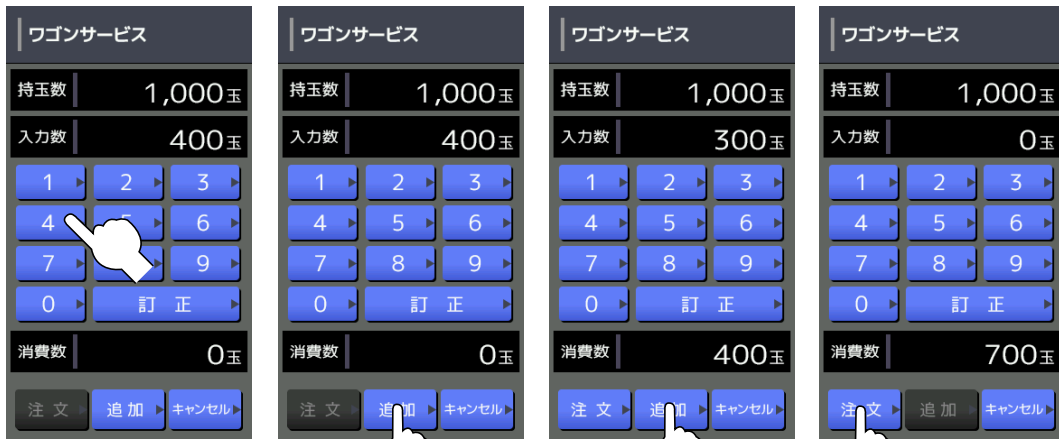 ワゴンサービス
持玉数 1,000玉
入力数 400玉
1 2 3
4 5 6
7 9
0 訂 正
消費数 0玉
注 文 追 加 キャンセル
ワゴンサービス
持玉数 1,000玉
入力数 400玉
1 2 3
4 5 6
7 8 9
0 訂 正
消費数 0玉
注 文 追 加 キャンセル
ワゴンサービス
持玉数 1,000玉
入力数 300玉
1 2 3
4 5 6
7 8 9
0 訂 正
消費数 400玉
注 文 追 加 キャンセル
ワゴンサービス
持玉数 1,000玉
入力数 0玉
1 2 3
4 5 6
7 8 9
0 訂 正
消費数 700玉
注 文 追 加 キャンセル